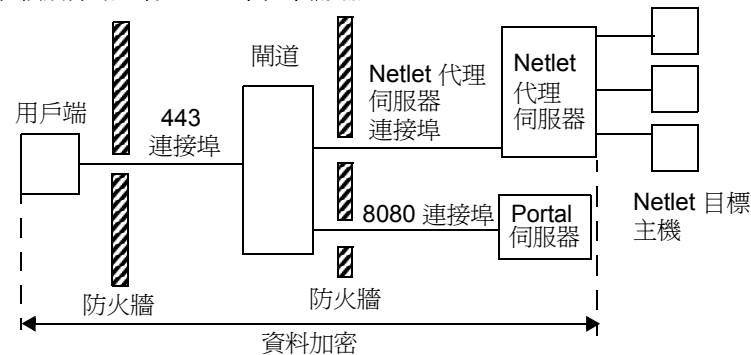 閘道
Netlet 代理
伺服器
連接埠
Netlet
代理
伺服器
用戶端
443
連接埠
8080 連接埠
Portal
伺服器
Netlet 目標
主機
防火牆
防火牆
資料加密